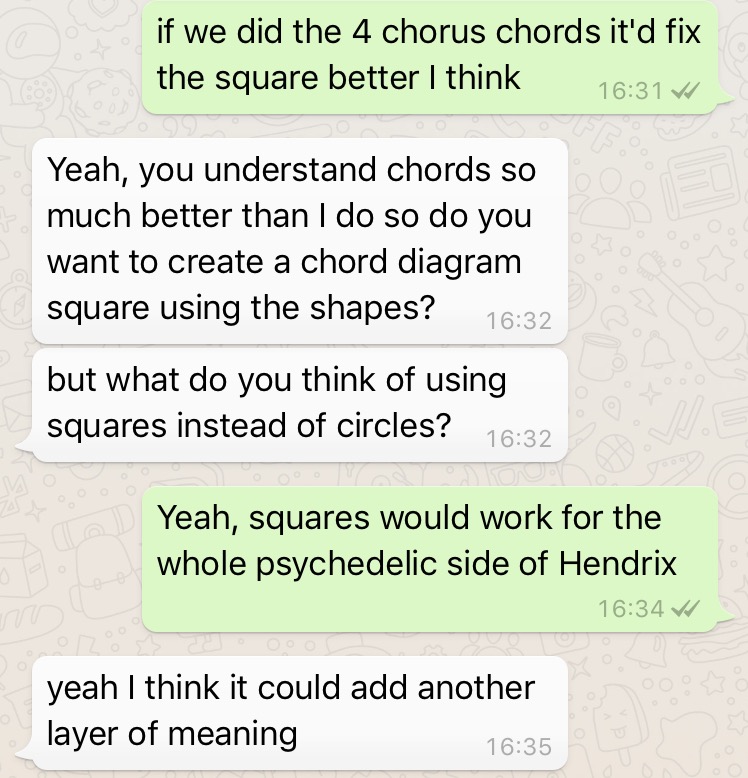 if we did the 4 chorus chords it'd fix
the square better I think
16:31
Yeah, you understand chords so
much better than I do so do you
want to create a chord diagram
square using the shapes?
16:32
but what do you think of using
squares instead of circles?
16:32
Yeah, squares would work for the
whole psychedelic side of Hendrix
16:34
yeah I think it could add another
layer of meaning
16:35